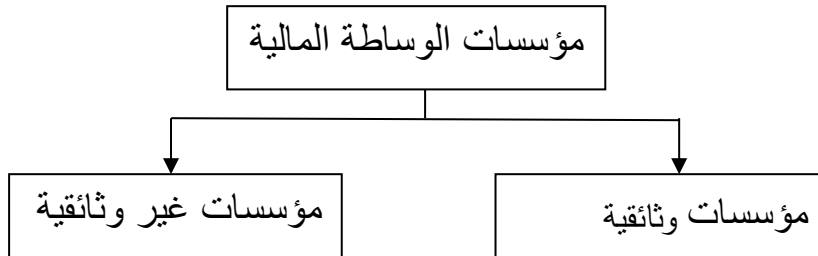 مؤسسات الوساطة المالية
مؤسسات وثائقية
مؤسسات غير وثائقية